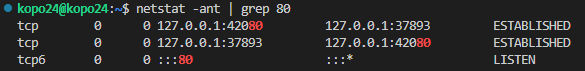 kopo24@kopo24:~$ netstat -ant | grep 80
tcp 0 0 127.0.0.1:42080 127.0.0.1:37893 ESTABLISHED
tcp 0 0 127.0.0.1:37893 127.0.0.1:42080 ESTABLISHED
tcp6 0 0 :::80 :::* LISTEN